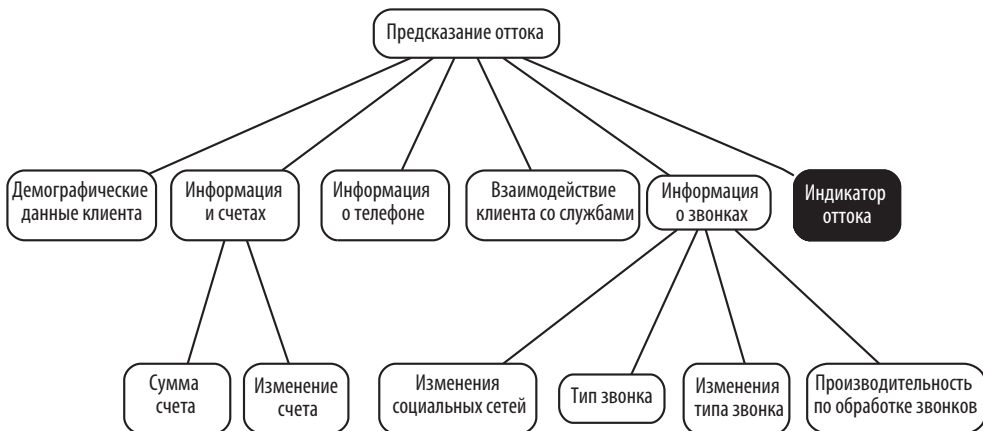 Предсказание оттока
Демографические
данные клиента
Информация
и счетах
Информация
о телефоне
Взаимодействие
клиента со службами
Информация
о звонках
Индикатор
оттока
Сумма
счета
Изменение
счета
Изменения
социальных сетей
Тип звонка
Изменения
типа звонка
Производительность
по обработке звонков